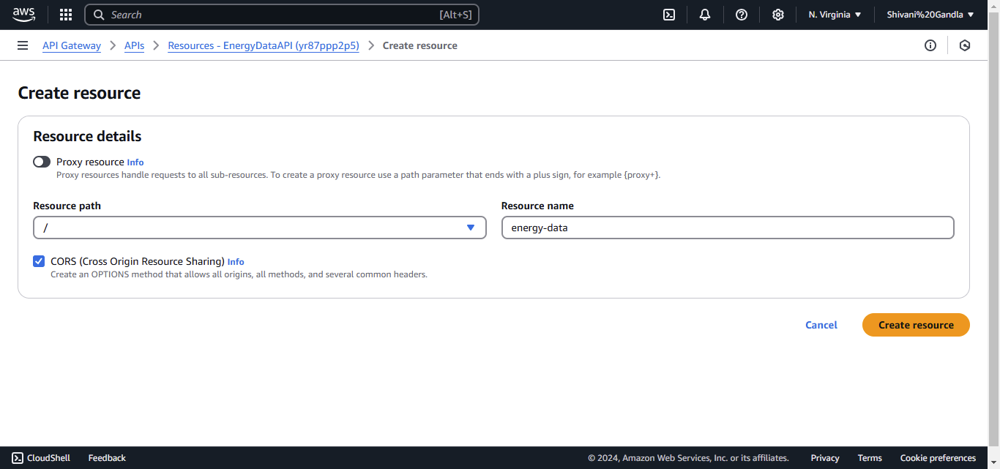 aws Search [Alt+S] N. Virginia Shivani%20Gandla
API Gateway APIs Resources - EnergyDataAPI (yr87ppp2p5) Create resource
Create resource
Resource details
Proxy resource Info
Proxy resources handle requests to all sub-resources. To create a proxy resource use a path parameter that ends with a plus sign, for example {proxy+}.
Resource path Resource name
/ energy-data
CORS (Cross Origin Resource Sharing) Info
Create an OPTIONS method that allows all origins, all methods, and several common headers.
Cancel Create resource
CloudShell Feedback © 2024, Amazon Web Services, Inc. or its affiliates. Privacy Terms Cookie preferences